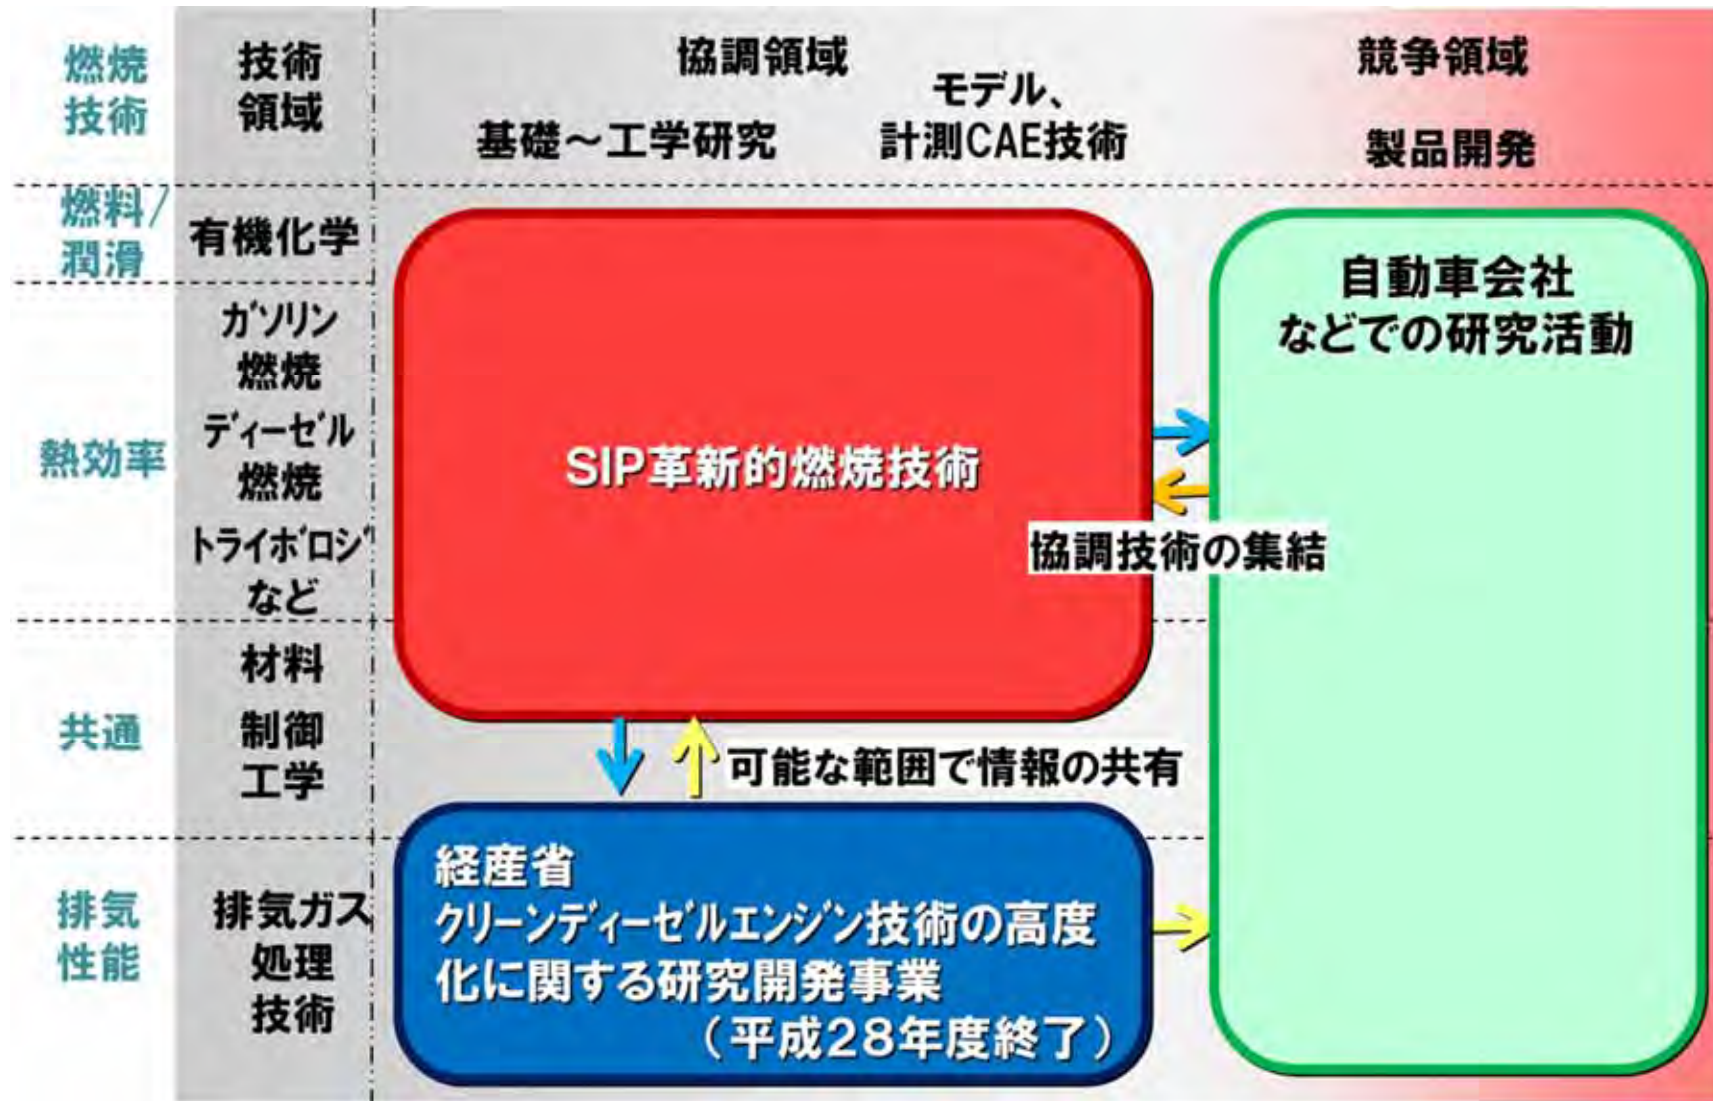 燃焼
技術
技術
領域
協調領域
競争領域
基礎～工学研究
モデル、
計測CAE技術
製品開発
燃料/
潤滑
有機化学
熱効率
ガソリン
燃焼
ディーゼル
燃焼
トライボロジ
など
共通
材料
制御
工学
排気
性能
排気ガス
処理
技術
SIP革新的燃焼技術
自動車会社
などでの研究活動
協調技術の集結
可能な範囲で情報の共有
経産省
クリーンディーゼルエンジン技術の高度
化に関する研究開発事業
（平成28年度終了）